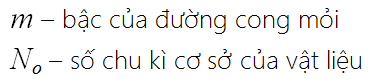 m – bậc của đường cong mỏi
Nₒ – số chu kì cơ sở của vật liệu